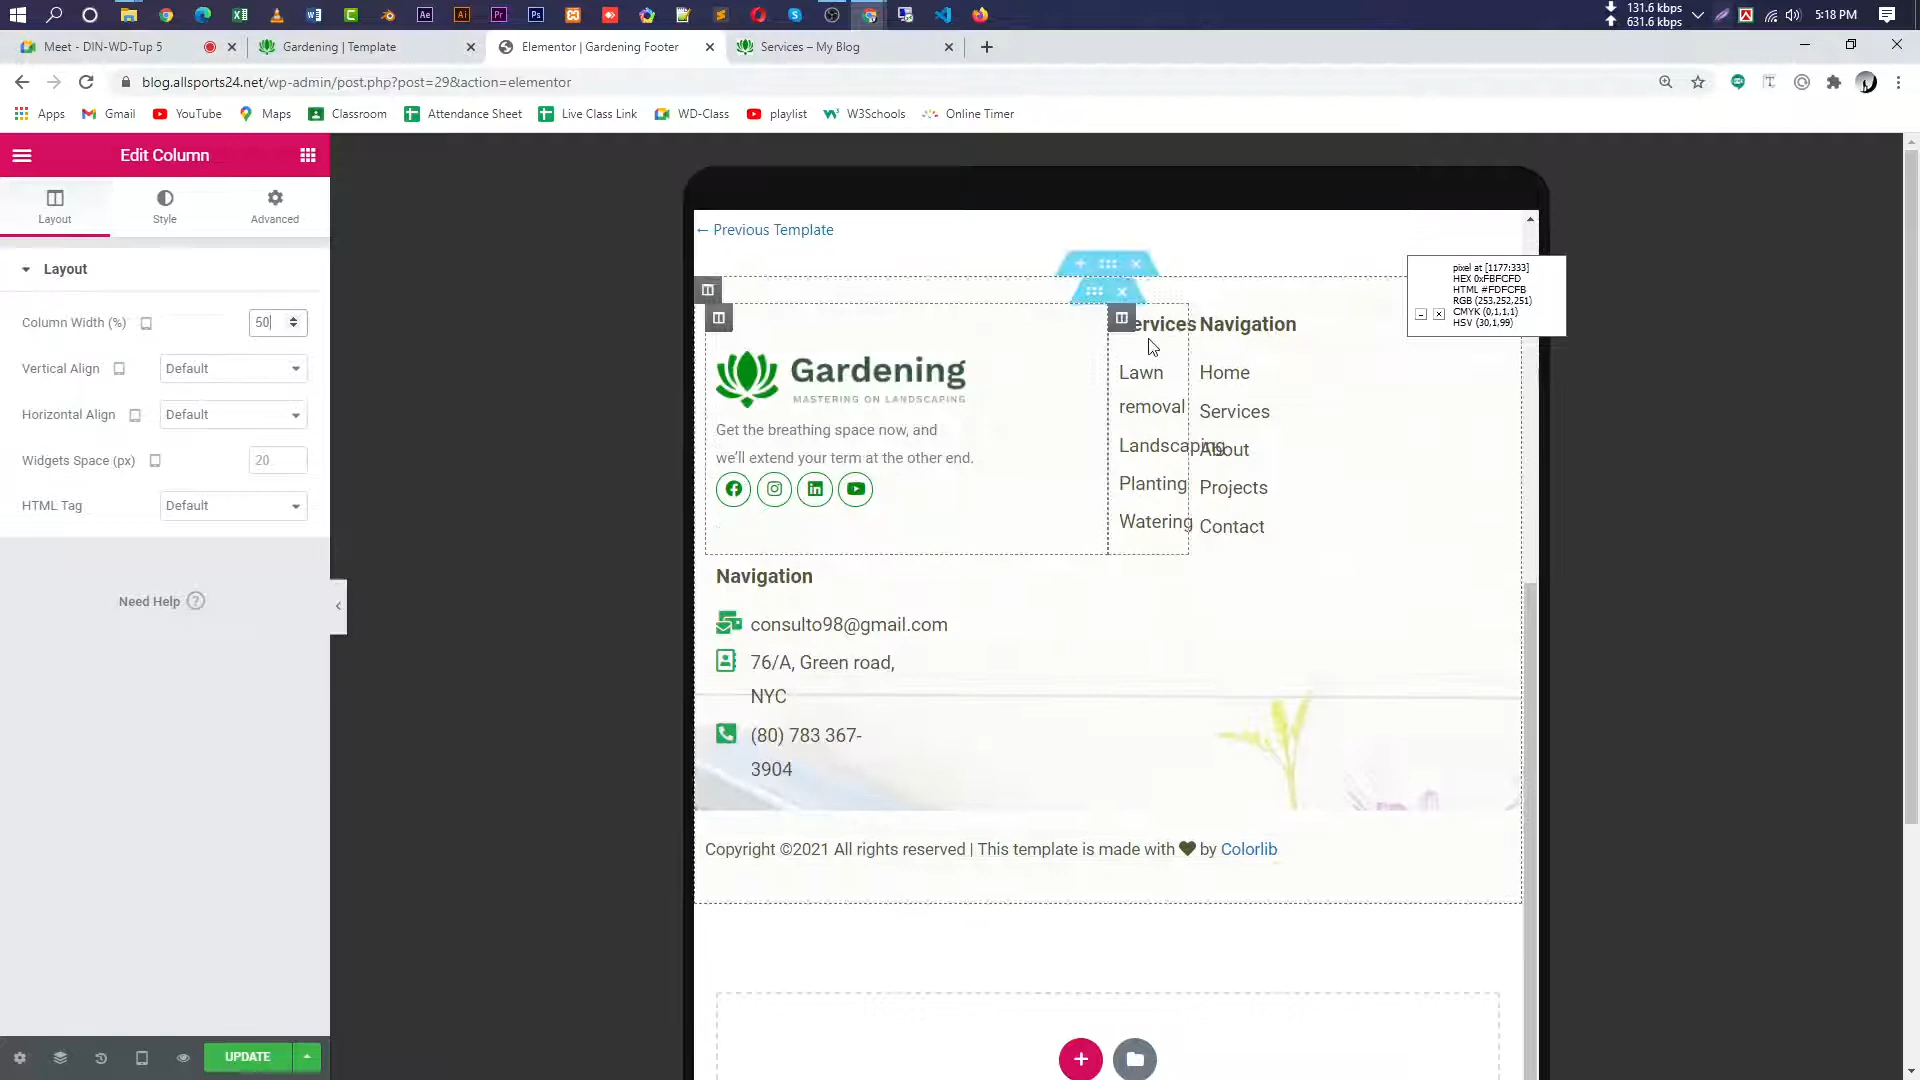 131.6 kbps
631.6 kbps
5:18 PM
Meet - DIN-WD-Tup 5
Gardening | Template
Elementor | Gardening Footer
Services – My Blog
blog.allsports24.net/wp-admin/post.php?post=29&action=elementor
Apps
Gmail
YouTube
Maps
Classroom
Attendance Sheet
Live Class Link
WD-Class
playlist
W3Schools
Online Timer
Edit Column
Layout
Style
Advanced
Layout
Column Width (%)
50
Vertical Align
Default
Horizontal Align
Default
Widgets Space (px)
20
HTML Tag
Default
Need Help
UPDATE
← Previous Template
pixel at [1177:333]
HEX 0xFBFCFD
HTML #FDFCFB
RGB (253,252,251)
CMYK (0,1,1,1)
HSV (30,1,99)
Gardening
MASTERING ON LANDSCAPING
Get the breathing space now, and
we'll extend your term at the other end.
ervices
Lawn
removal
Landscaping
Planting
Watering
Navigation
Home
Services
About
Projects
Contact
Navigation
consulto98@gmail.com
76/A, Green road,
NYC
(80) 783 367-
3904
Copyright ©2021 All rights reserved | This template is made with ♥ by Colorlib